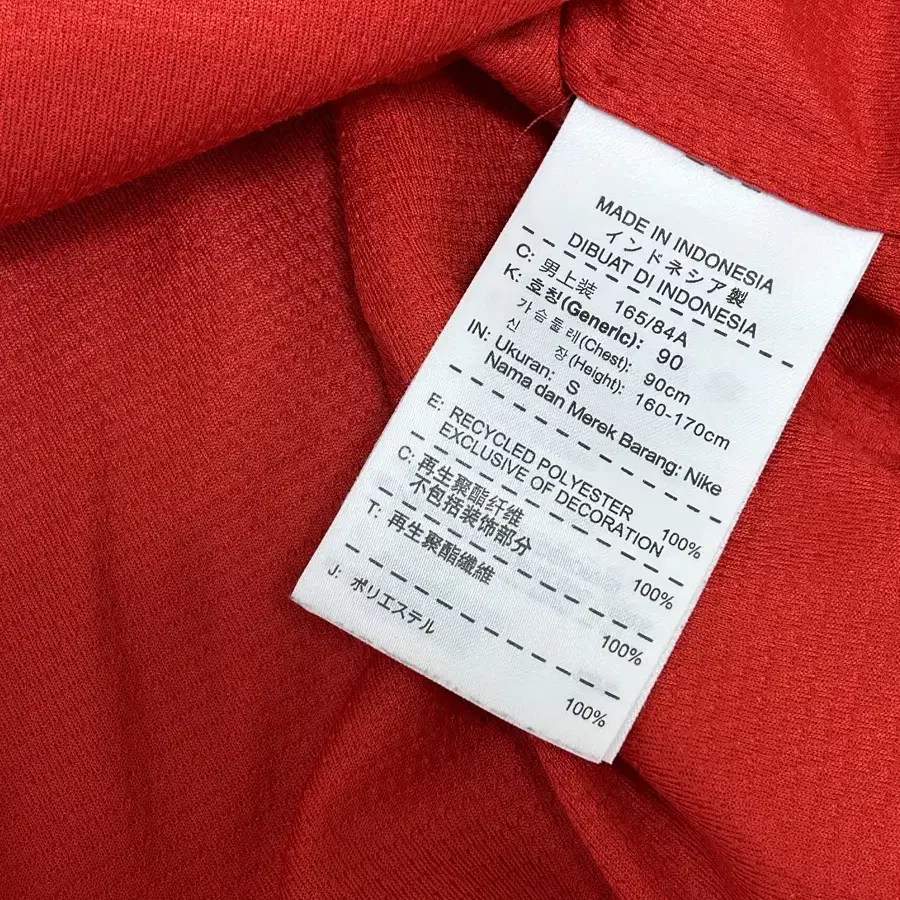 MADE IN INDONESIA
インドネシア製
DIBUAT DI INDONESIA
C: 男上装 165/84A
K: 호칭(Generic): 90
가슴둘레(Chest): 90cm
신 장(Height): 160-170cm
IN: Ukuran: S
Nama dan Merek Barang: Nike
E: RECYCLED POLYESTER 100%
EXCLUSIVE OF DECORATION
C: 再生聚酯纤维 100%
不包括装饰部分
T: 再生聚酯纖維 100%
J: ポリエステル 100%